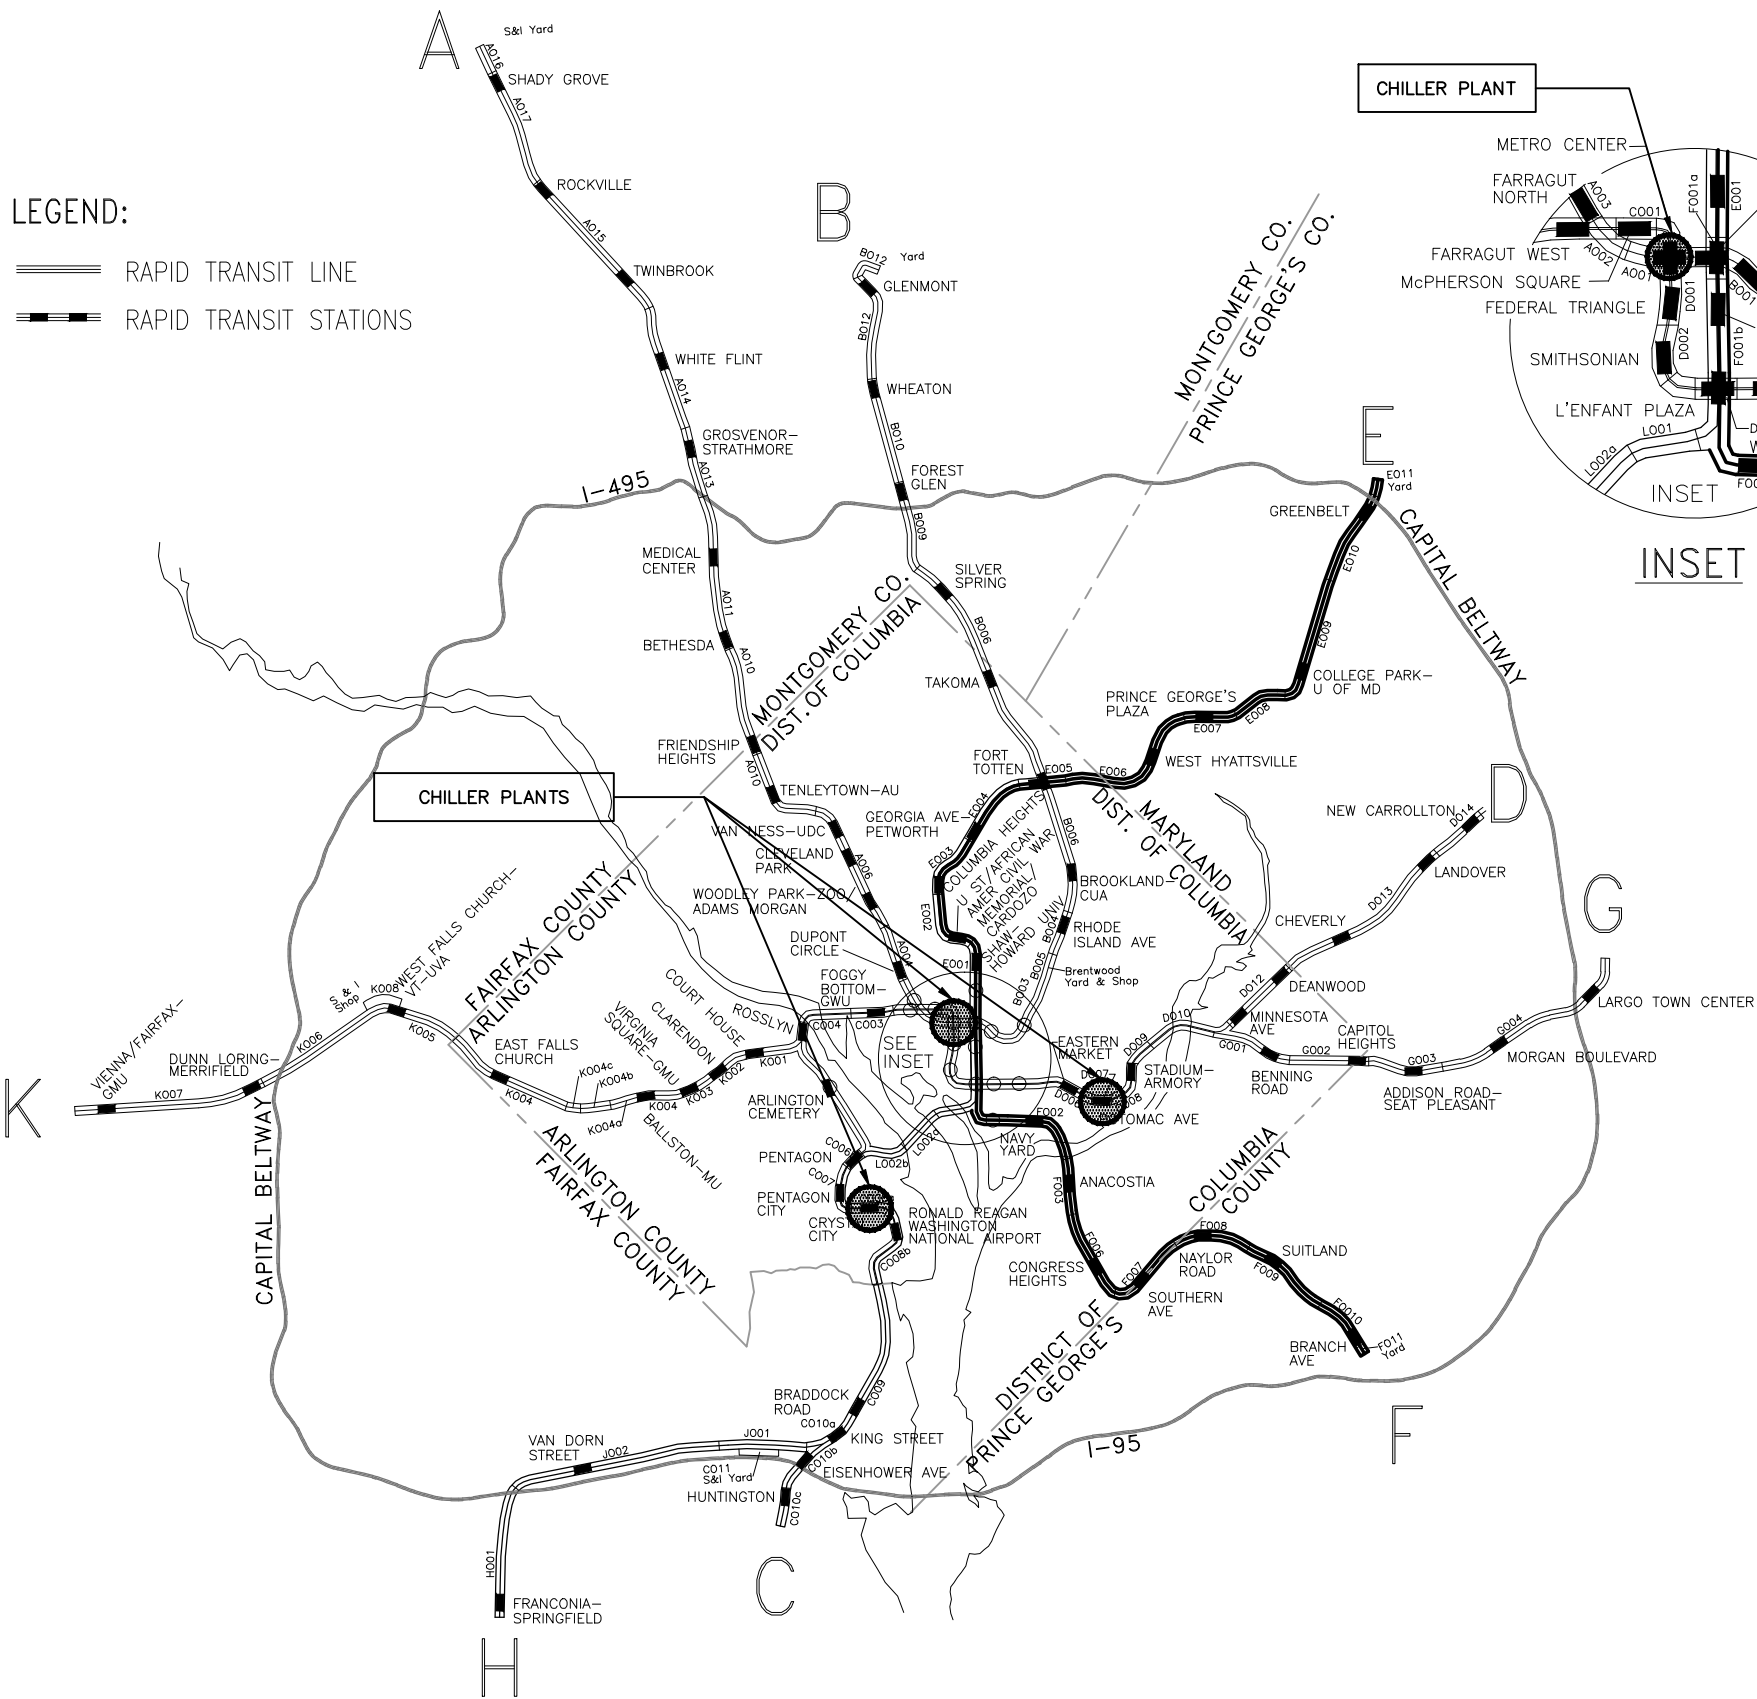 A
S&I Yard
A016
SHADY GROVE
A017
ROCKVILLE
A015
TWINBROOK
WHITE FLINT
A014
GROSVENOR-
STRATHMORE
A013
LEGEND:
RAPID TRANSIT LINE
RAPID TRANSIT STATIONS
B
B012
Yard
GLENMONT
B012
WHEATON
B010
FOREST
GLEN
B009
SILVER
SPRING
B006
TAKOMA
MONTGOMERY CO.
PRINCE GEORGE'S CO.
CHILLER PLANT
METRO CENTER
FARRAGUT
NORTH
A003
C001
F001a
E001
FARRAGUT WEST
A002
A001
McPHERSON SQUARE
D001
B001
FEDERAL TRIANGLE
D002
F001b
SMITHSONIAN
L'ENFANT PLAZA
L001
L002a
INSET
INSET
E
E011
Yard
GREENBELT
E010
CAPITAL BELTWAY
E009
COLLEGE PARK-
U OF MD
PRINCE GEORGE'S
PLAZA
E008
E007
WEST HYATTSVILLE
E006
E005
FORT
TOTTEN
E004
I-495
MEDICAL
CENTER
A011
BETHESDA
A010
MONTGOMERY CO.
DIST. OF COLUMBIA
FRIENDSHIP
HEIGHTS
A010
TENLEYTOWN-AU
CHILLER PLANTS
VAN NESS-UDC
CLEVELAND
PARK
A006
WOODLEY PARK-ZOO/
ADAMS MORGAN
DUPONT
CIRCLE
A004
GEORGIA AVE-
PETWORTH
E003
COLUMBIA HEIGHTS
E002
U ST/AFRICAN
AMER CIVIL WAR
MEMORIAL/
CARDOZO
SHAW-
HOWARD UNIV
E001
B006
BROOKLAND-
CUA
B004
RHODE
ISLAND AVE
B005
Brentwood
Yard & Shop
B003
MARYLAND
DIST. OF COLUMBIA
D
NEW CARROLLTON
D014
LANDOVER
D013
CHEVERLY
D012
DEANWOOD
MINNESOTA
AVE
D010
D009
G
LARGO TOWN CENTER
G004
MORGAN BOULEVARD
G003
ADDISON ROAD-
SEAT PLEASANT
CAPITOL
HEIGHTS
G002
BENNING
ROAD
G001
STADIUM-
ARMORY
EASTERN
MARKET
D007
D006
TOMAC AVE
FOGGY
BOTTOM-
GWU
C004
C003
SEE
INSET
ROSSLYN
COURT HOUSE
K001
CLARENDON
K002
VIRGINIA
SQUARE-GMU
K003
K004
BALLSTON-MU
K004a
K004b
K004c
K004
EAST FALLS
CHURCH
K005
WEST FALLS CHURCH-
VT-UVA
K008
S & I
Shop
K006
DUNN LORING-
MERRIFIELD
K007
VIENNA/FAIRFAX-
GMU
K
FAIRFAX COUNTY
ARLINGTON COUNTY
ARLINGTON COUNTY
FAIRFAX COUNTY
CAPITAL BELTWAY
ARLINGTON
CEMETERY
C006
PENTAGON
L002b
L002a
C007
PENTAGON
CITY
CRYST
CITY
RONALD REAGAN
WASHINGTON
NATIONAL AIRPORT
C008b
F002
NAVY
YARD
ANACOSTIA
F003
F006
CONGRESS
HEIGHTS
F007
SOUTHERN
AVE
F008
NAYLOR
ROAD
SUITLAND
F009
F0010
BRANCH
AVE
F011
Yard
F
COLUMBIA
COUNTY
DISTRICT OF
PRINCE GEORGE'S
I-95
C009
BRADDOCK
ROAD
C010a
KING STREET
C010b
EISENHOWER AVE
HUNTINGTON
C010c
C
VAN DORN
STREET
J002
J001
C011
S&I Yard
H001
FRANCONIA-
SPRINGFIELD
H